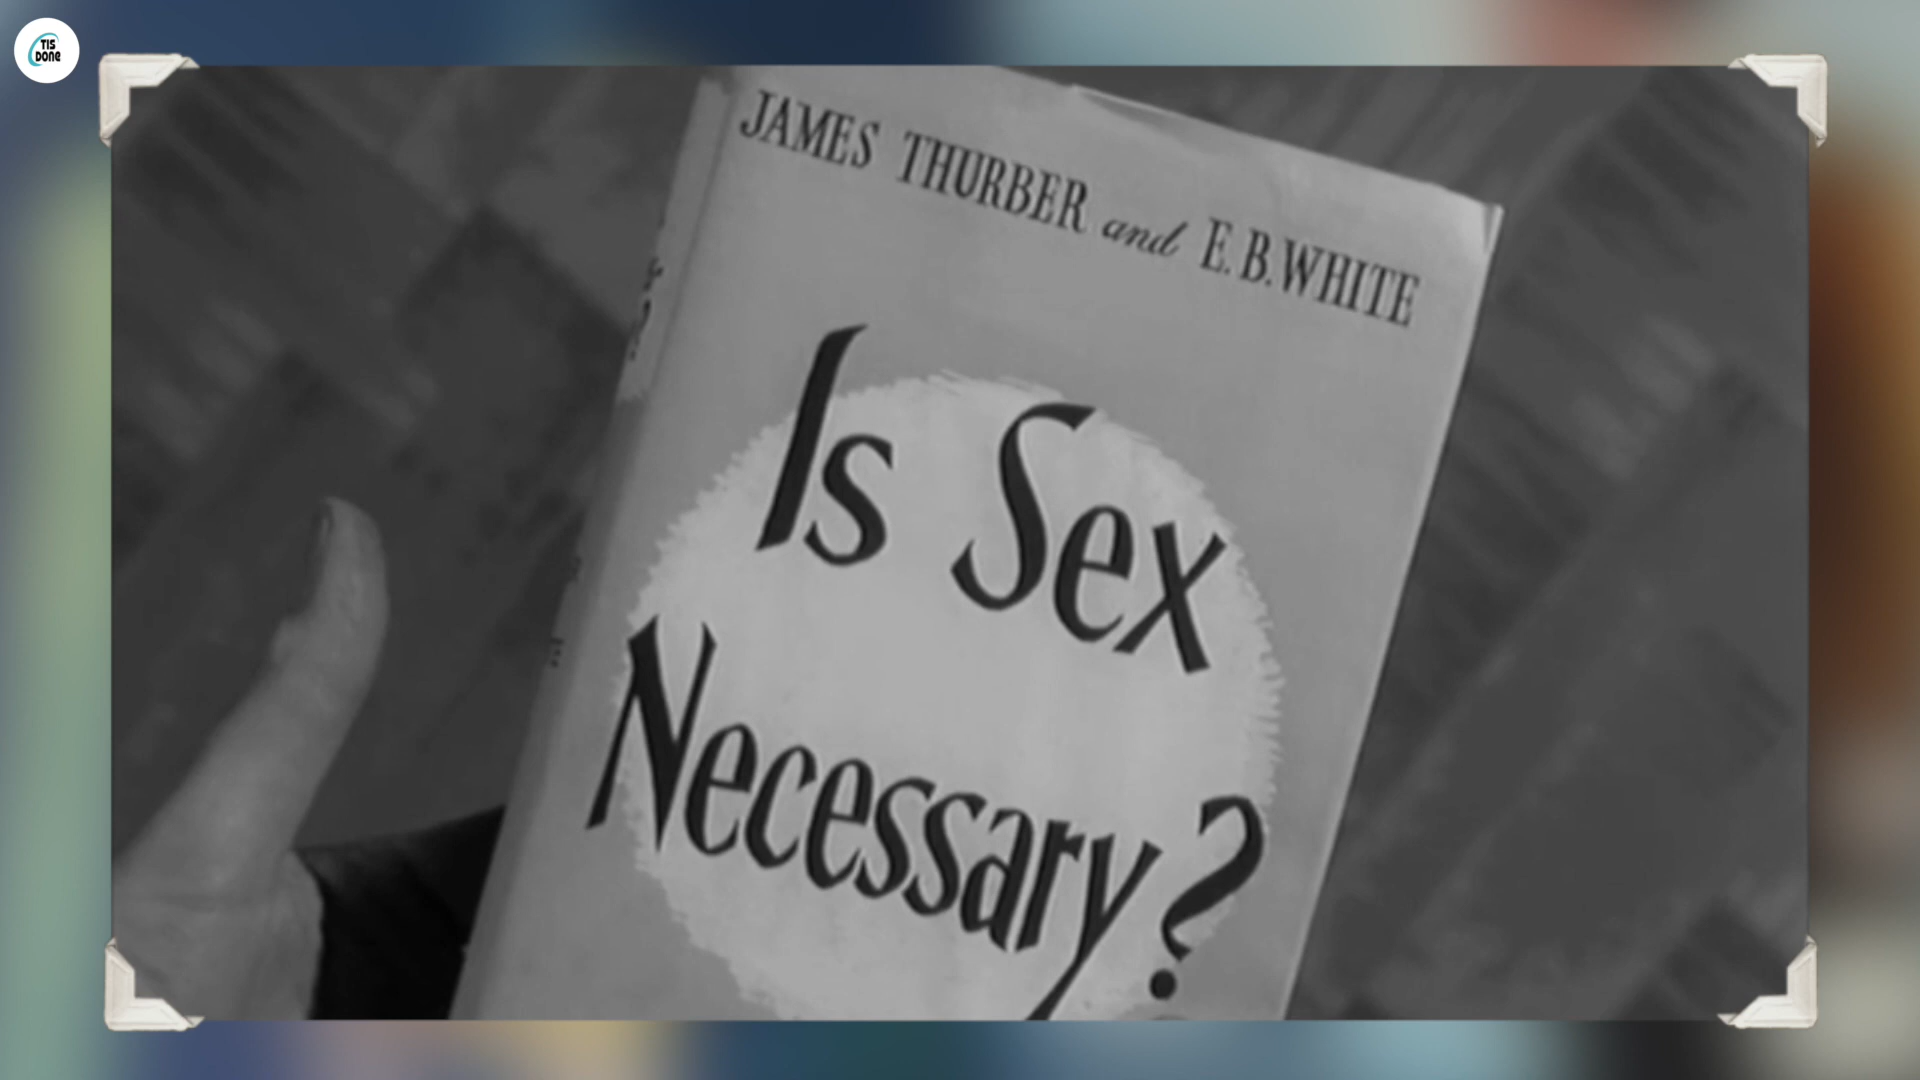 TIS
DONE
JAMES THURBER and E. B. WHITE
Is Sex
Necessary?